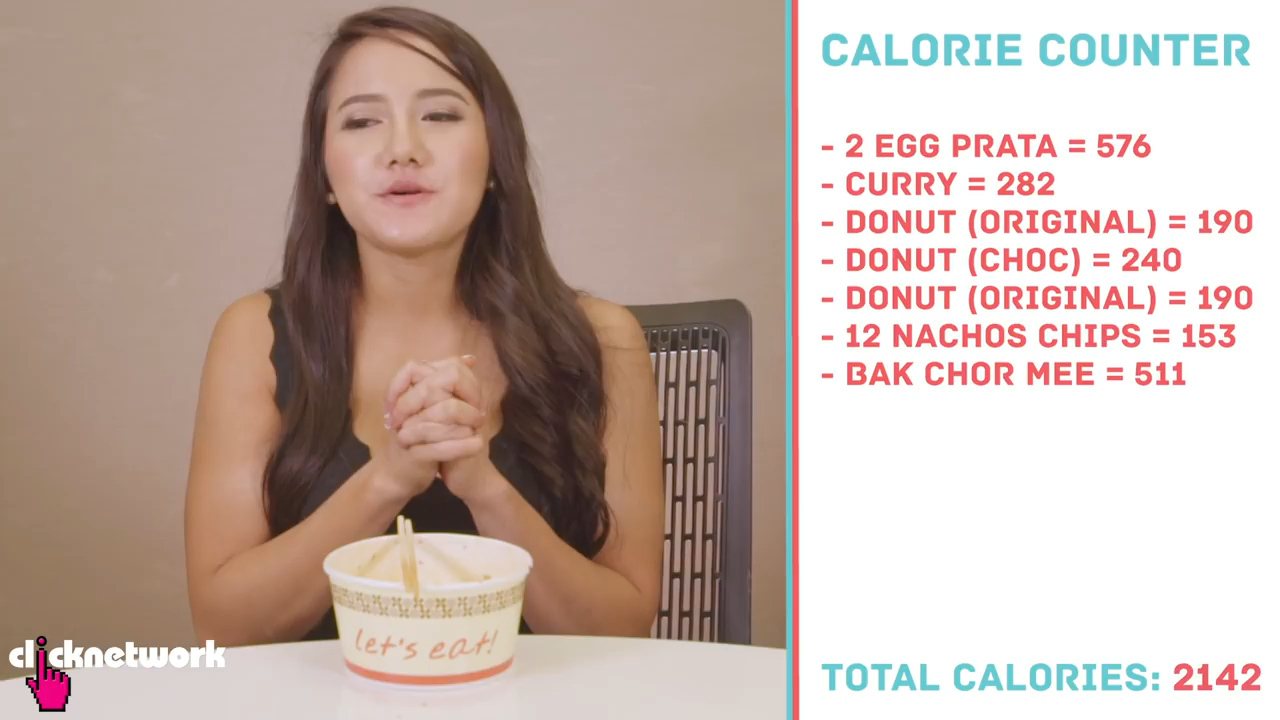 CALORIE COUNTER
- 2 EGG PRATA = 576
- CURRY = 282
- DONUT (ORIGINAL) = 190
- DONUT (CHOC) = 240
- DONUT (ORIGINAL) = 190
- 12 NACHOS CHIPS = 153
- BAK CHOR MEE = 511
let's eat!
clicknetwork
TOTAL CALORIES: 2142